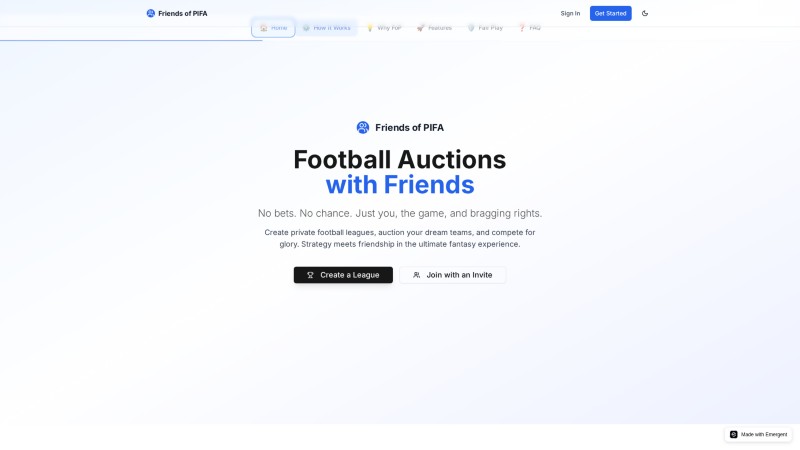 Friends of PIFA
Sign In
Get Started
Home
How It Works
Why FoP
Features
Fair Play
FAQ
Friends of PIFA
Football Auctions
with Friends
No bets. No chance. Just you, the game, and bragging rights.
Create private football leagues, auction your dream teams, and compete for
glory. Strategy meets friendship in the ultimate fantasy experience.
Create a League
Join with an Invite
Made with Emergent